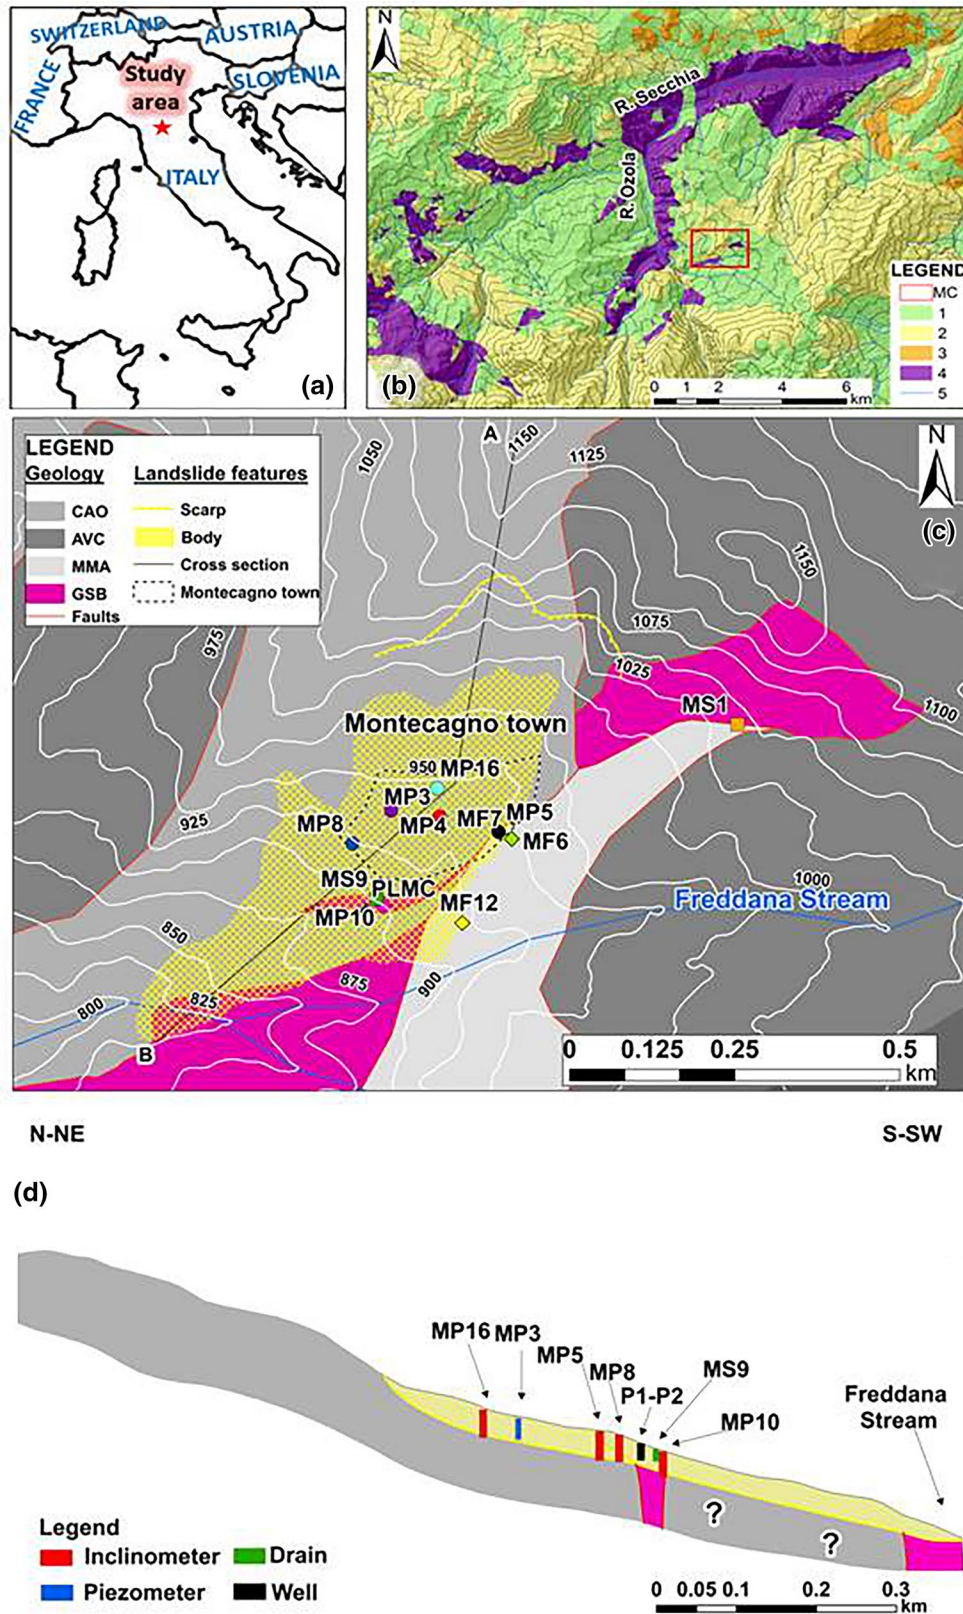 SWITZERLAND
AUSTRIA
FRANCE
Study
area
SLOVENIA
ITALY
(a)
N
R. Secchia
R. Ozola
LEGEND
MC
1
2
3
4
5
0 1 2 4 6
km
(b)
LEGEND
Geology
Landslide features
CAO
Scarp
AVC
Body
MMA
Cross section
GSB
Montecagno town
Faults
A
1150
1050
1125
N
(c)
1150
975
1075
1025
1100
MS1
Montecagno town
950
MP16
MP3
MP4
MF7
MP5
MF6
925
MP8
MS9
PLMC
MP10
MF12
1000
Freddana Stream
850
875
900
825
800
B
0 0.125 0.25 0.5
km
N-NE
S-SW
(d)
MP16
MP3
MP5
MP8
P1-P2
MS9
MP10
Freddana
Stream
?
?
Legend
Inclinometer
Drain
Piezometer
Well
0 0.05 0.1 0.2 0.3
km